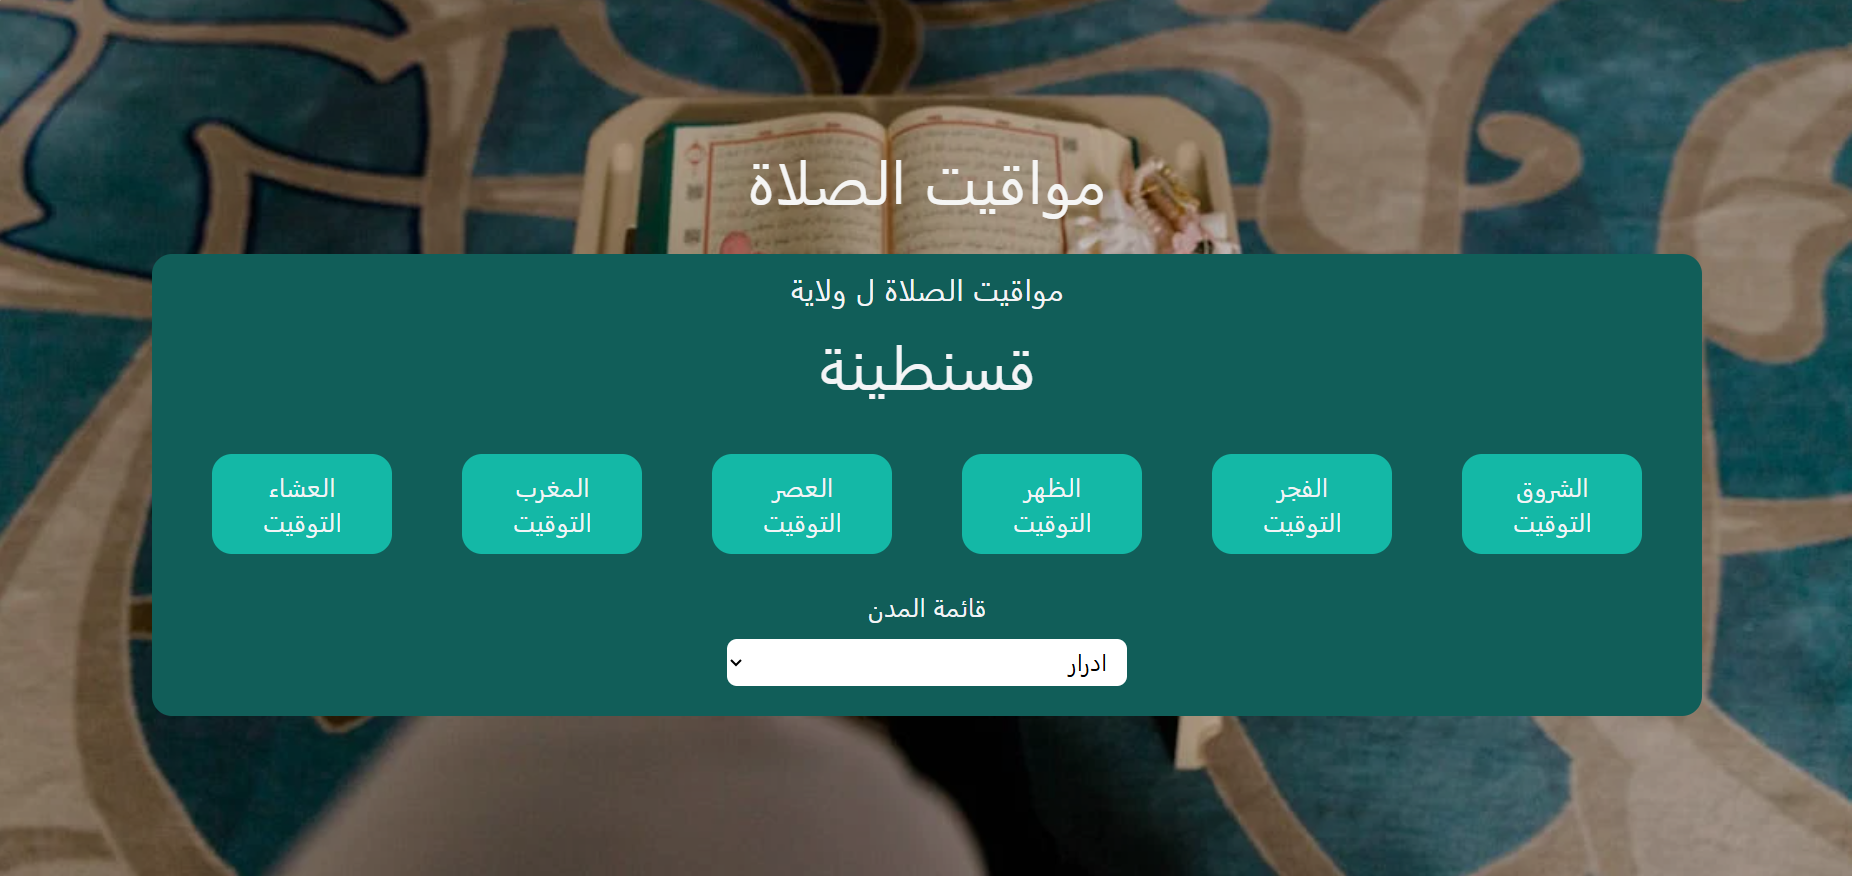 مواقيت الصلاة
مواقيت الصلاة ل ولاية
قسنطينة
الشروق
التوقيت
الفجر
التوقيت
الظهر
التوقيت
العصر
التوقيت
المغرب
التوقيت
العشاء
التوقيت
قائمة المدن
ادرار